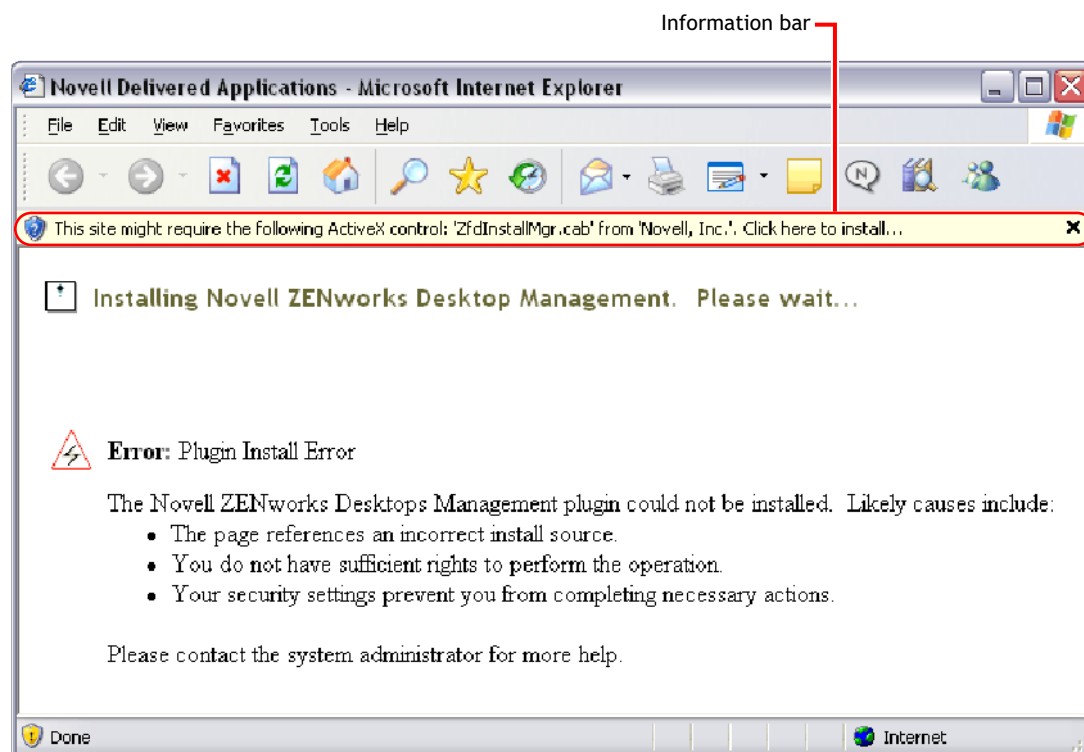 Information bar
Novell Delivered Applications - Microsoft Internet Explorer
File Edit View Favorites Tools Help
N
This site might require the following ActiveX control: 'ZfdInstallMgr.cab' from 'Novell, Inc.'. Click here to install...
Installing Novell ZENworks Desktop Management. Please wait...
Error: Plugin Install Error
The Novell ZENworks Desktops Management plugin could not be installed. Likely causes include:
• The page references an incorrect install source.
• You do not have sufficient rights to perform the operation.
• Your security settings prevent you from completing necessary actions.
Please contact the system administrator for more help.
Done Internet